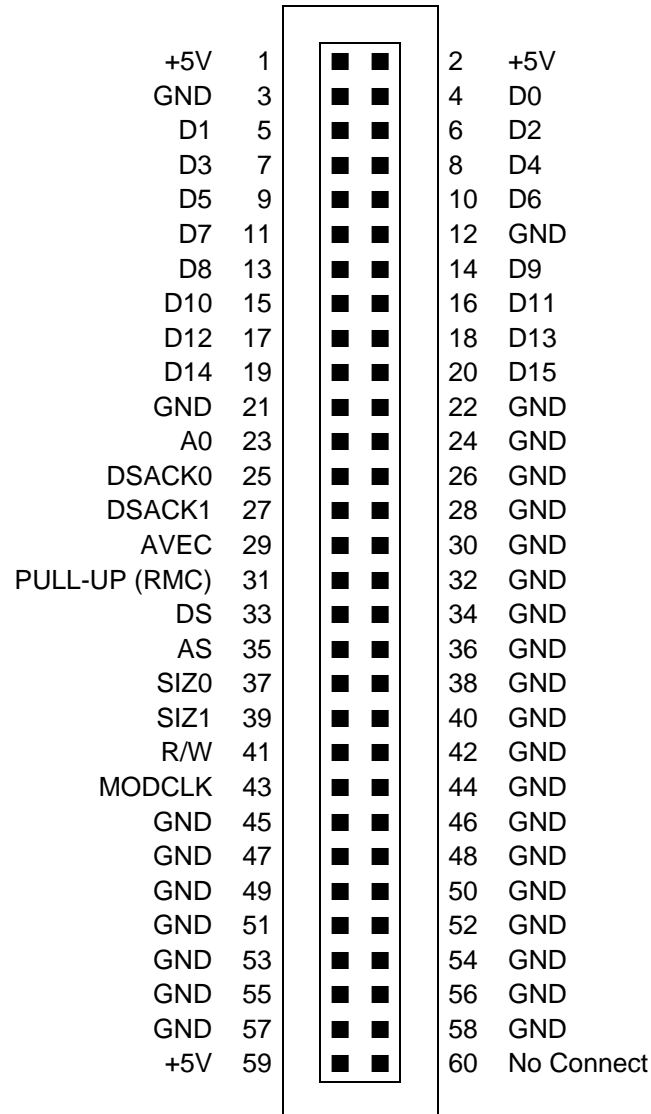 +5V 1 2 +5V
GND 3 4 D0
D1 5 6 D2
D3 7 8 D4
D5 9 10 D6
D7 11 12 GND
D8 13 14 D9
D10 15 16 D11
D12 17 18 D13
D14 19 20 D15
GND 21 22 GND
A0 23 24 GND
DSACK0 25 26 GND
DSACK1 27 28 GND
AVEC 29 30 GND
PULL-UP (RMC) 31 32 GND
DS 33 34 GND
AS 35 36 GND
SIZ0 37 38 GND
SIZ1 39 40 GND
R/W 41 42 GND
MODCLK 43 44 GND
GND 45 46 GND
GND 47 48 GND
GND 49 50 GND
GND 51 52 GND
GND 53 54 GND
GND 55 56 GND
GND 57 58 GND
+5V 59 60 No Connect